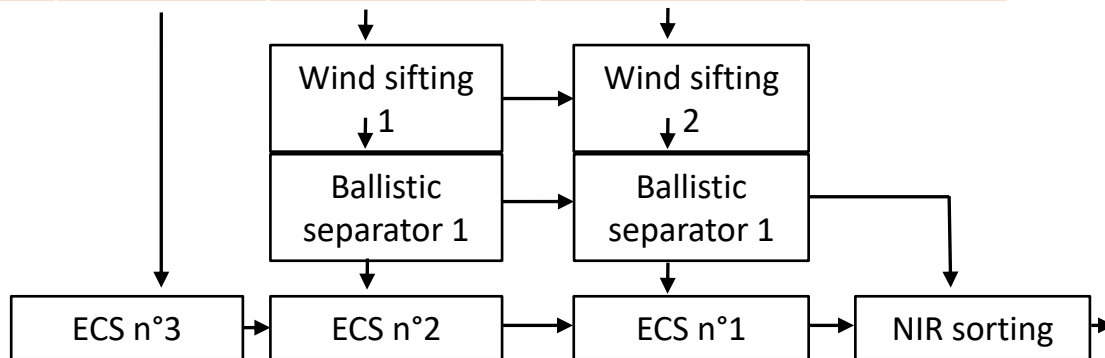 Wind sifting
1
Wind sifting
2
Ballistic
separator 1
Ballistic
separator 1
ECS n°3
ECS n°2
ECS n°1
NIR sorting